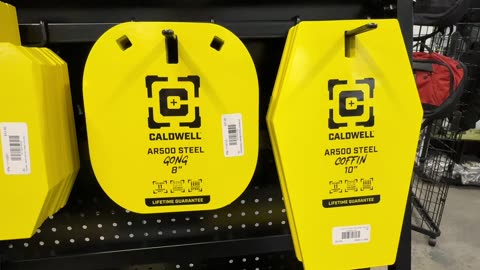 CALDWELL
AR500 STEEL
GONG
8"
LIFETIME GUARANTEE
CALDWELL
AR500 STEEL
COFFIN
10"
LIFETIME GUARANTEE